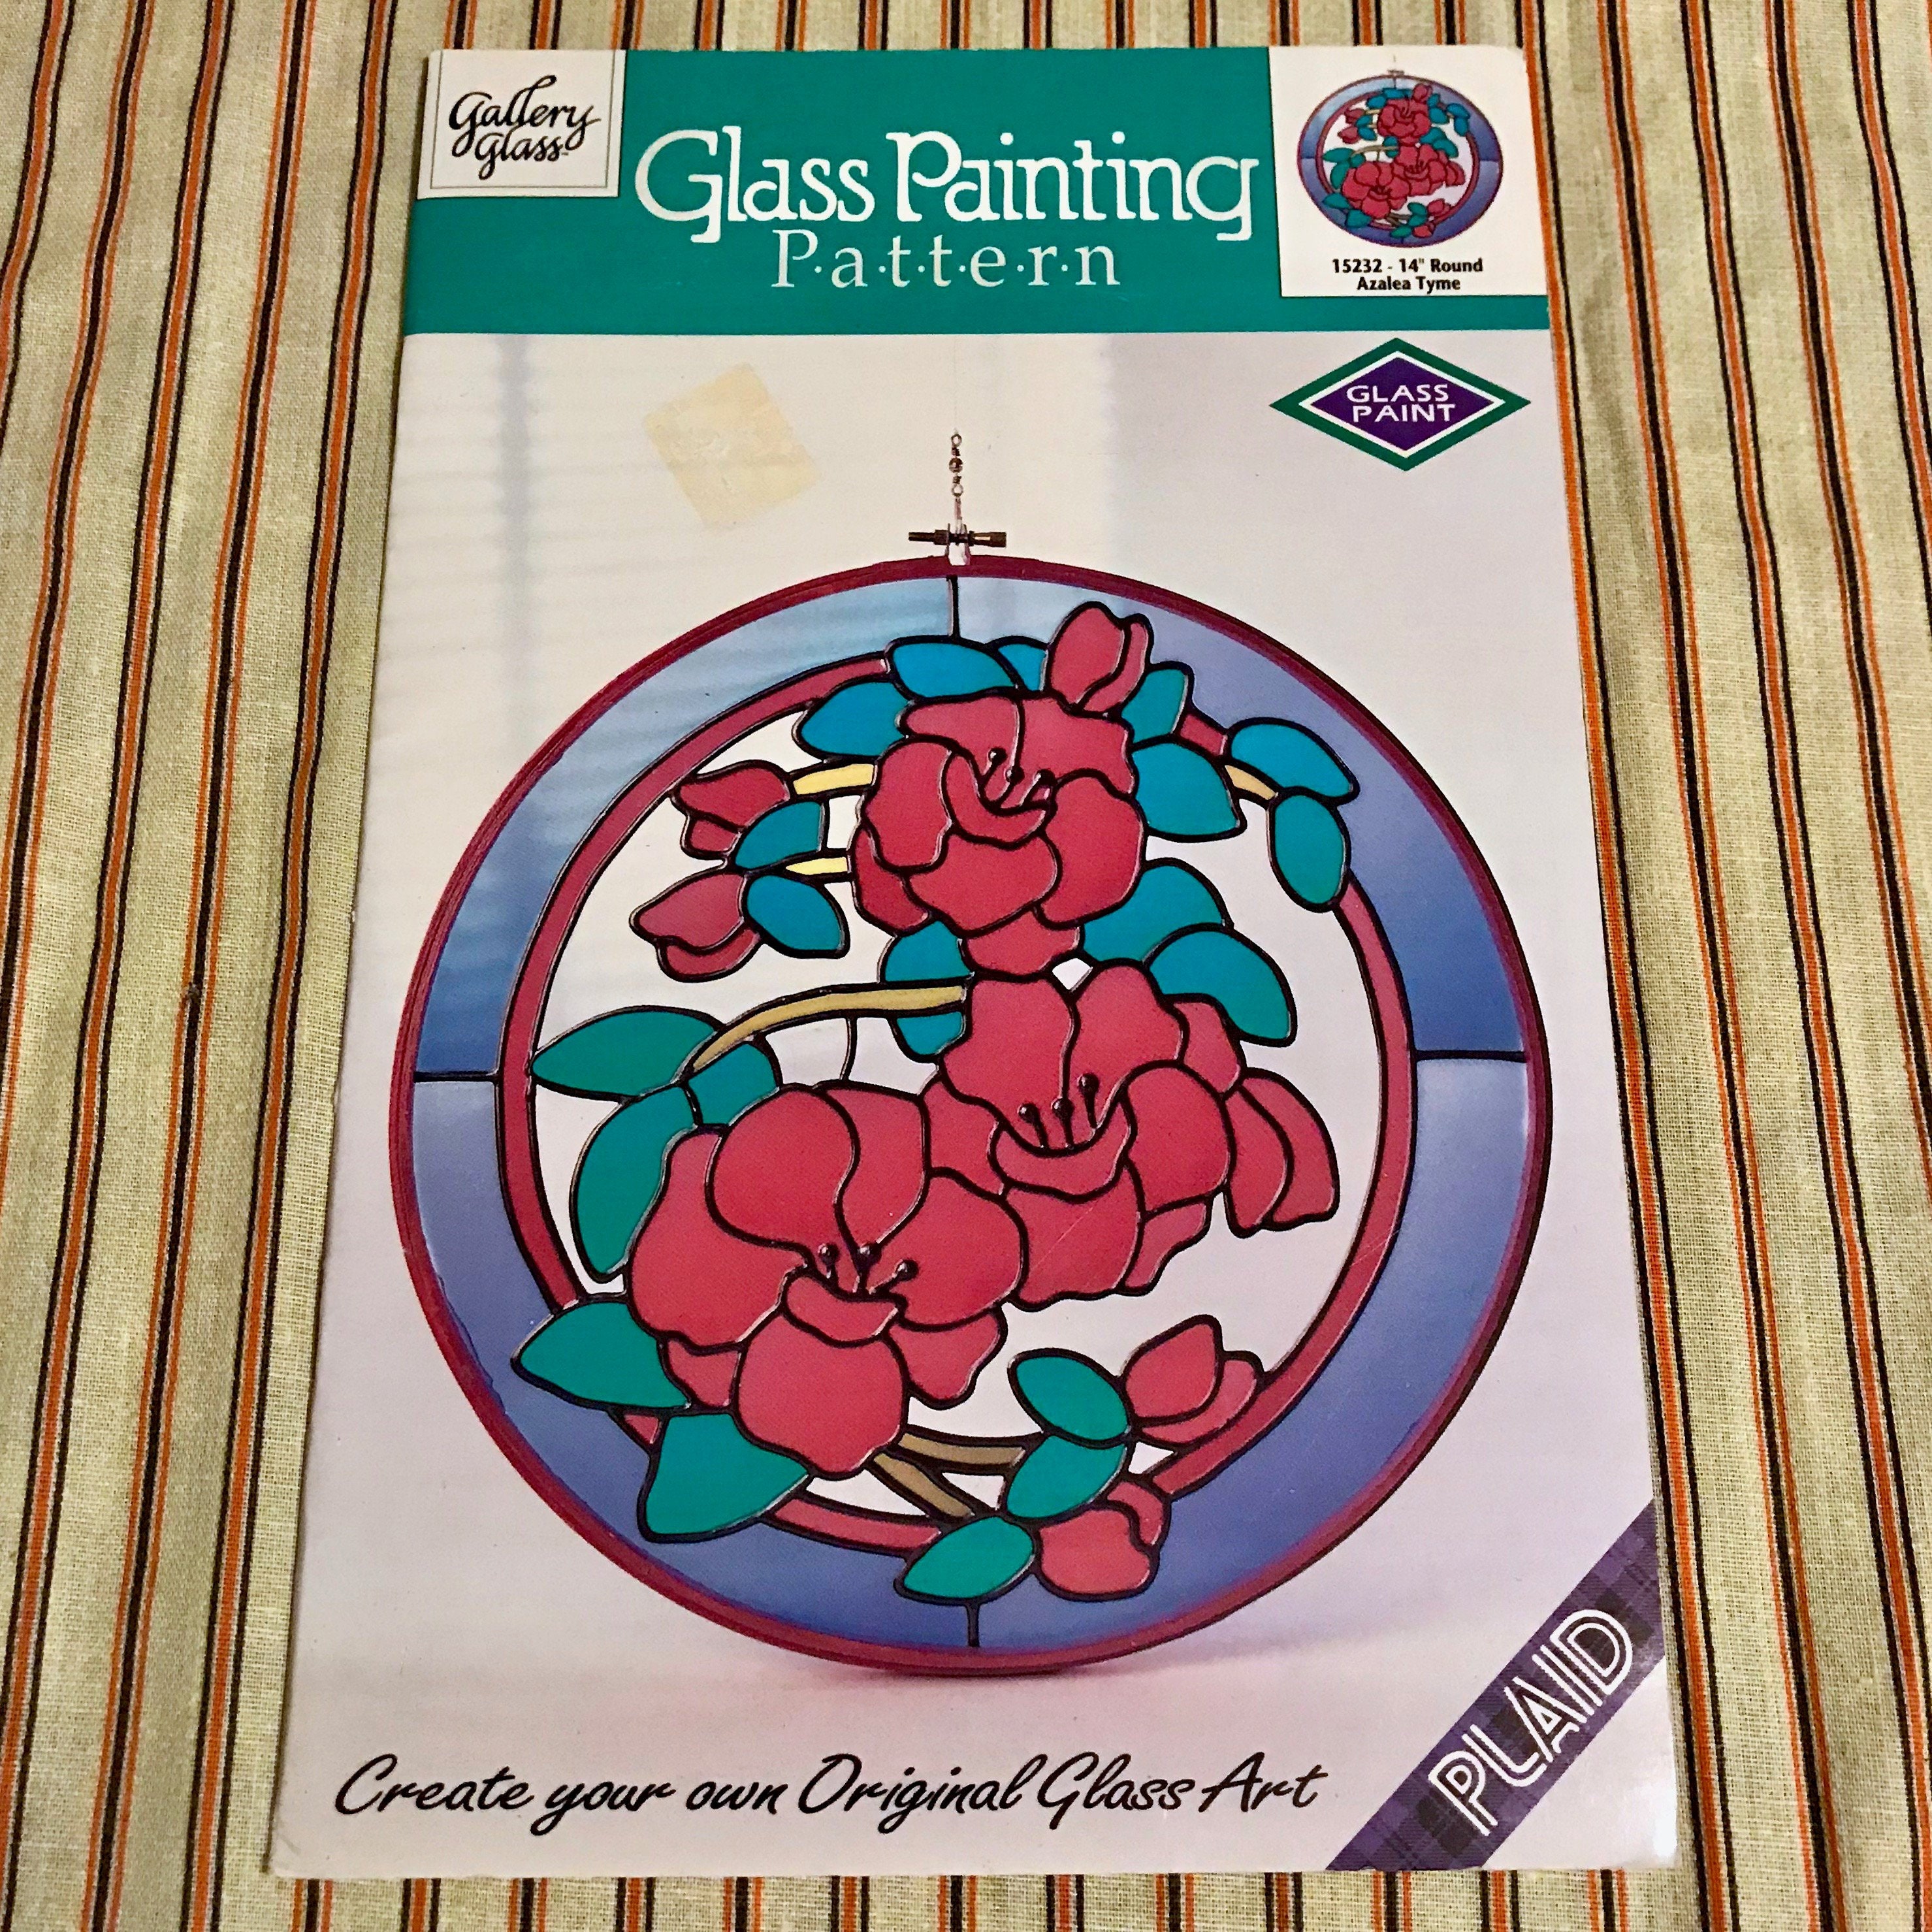 Gallery
Glass
Glass Painting
P·a·t·t·e·r·n
15232 - 14" Round
Azalea Tyme
GLASS
PAINT
Create your own Original Glass Art
PLAID